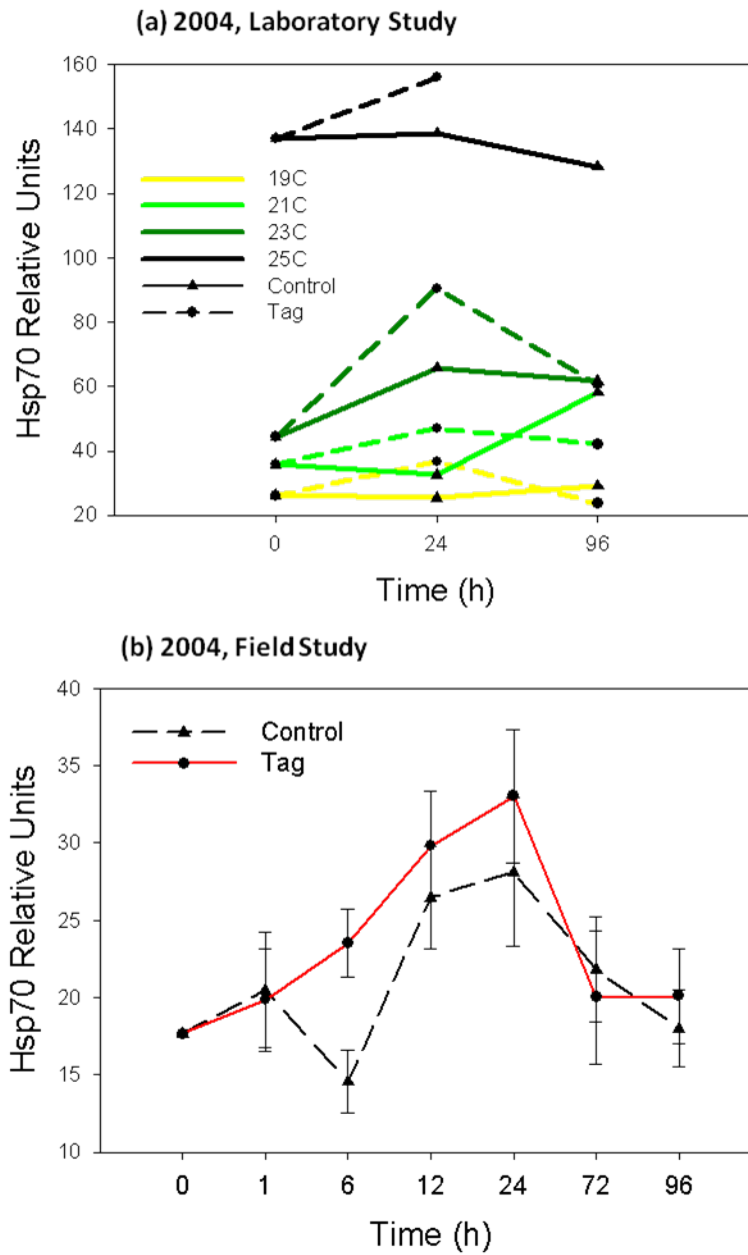 (a) 2004, Laboratory Study
160
140
120
100
80
60
40
20
Hsp70 Relative Units
19C
21C
23C
25C
Control
Tag
0 24 96
Time (h)
(b) 2004, Field Study
40
35
30
25
20
15
10
Hsp70 Relative Units
Control
Tag
0 1 6 12 24 72 96
Time (h)